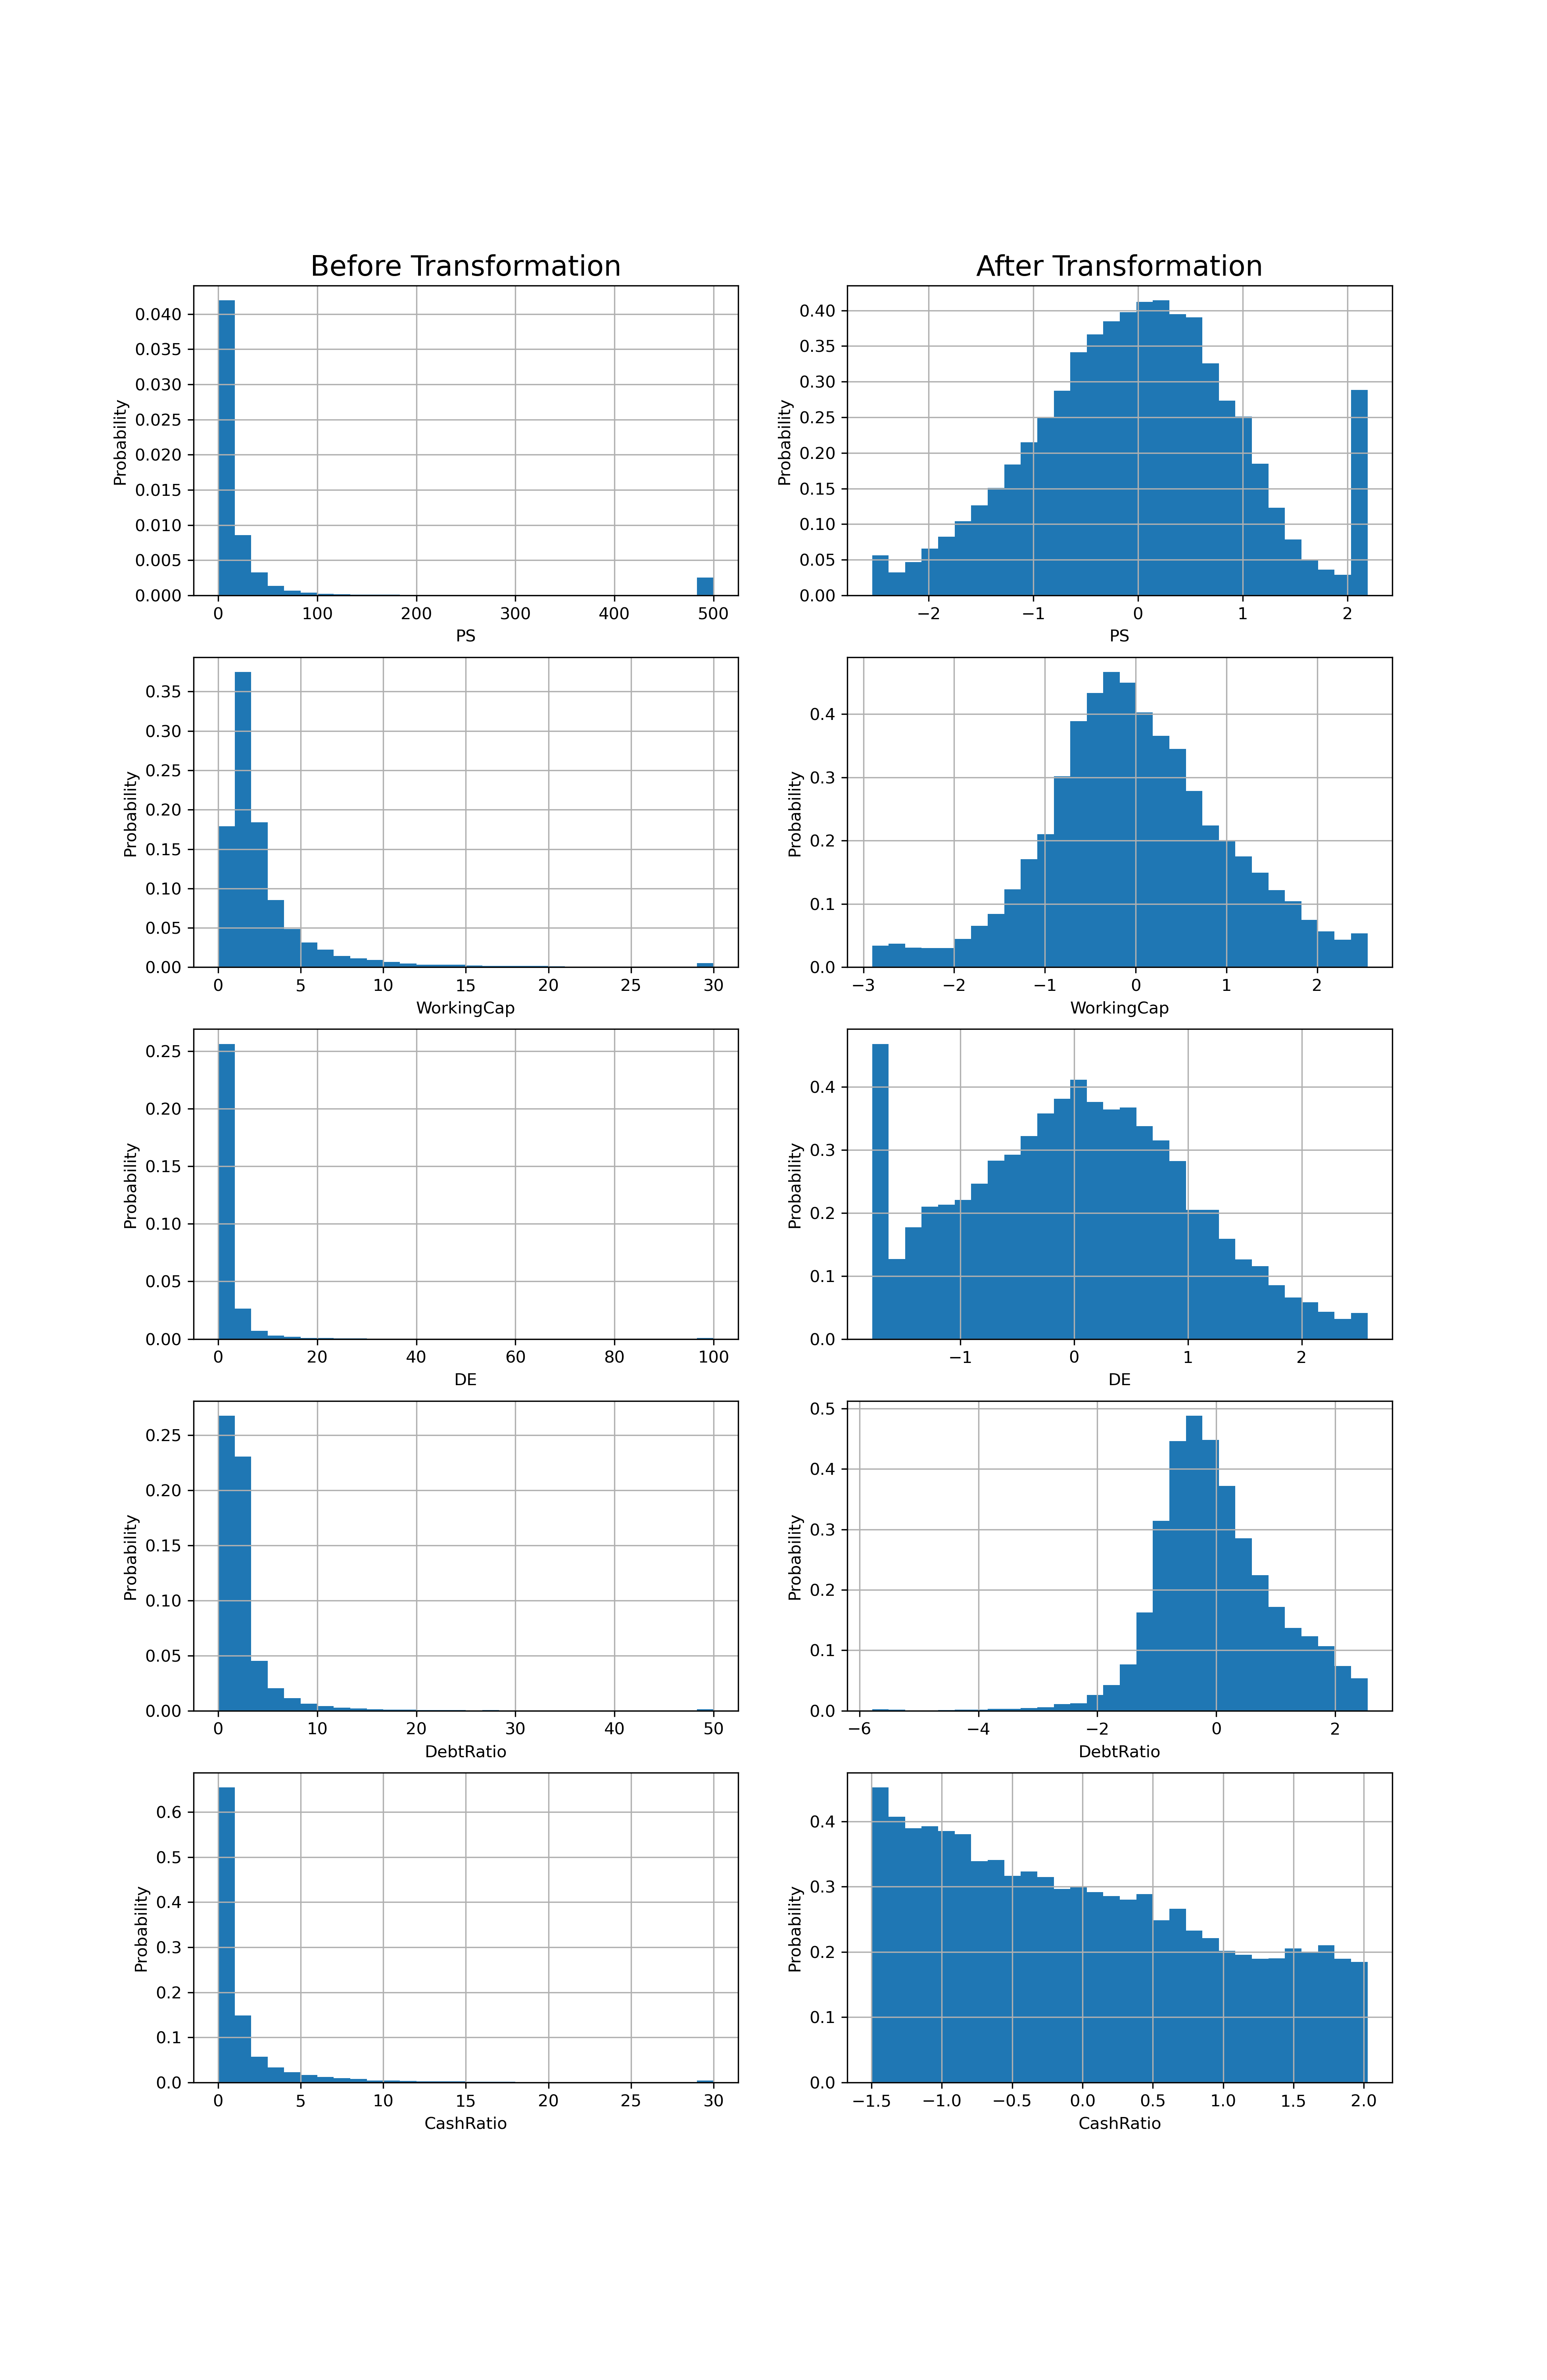 Before Transformation
After Transformation
0.040
0.035
0.030
0.025
0.020
0.015
0.010
0.005
0.000
Probability
0 100 200 300 400 500
PS
0.40
0.35
0.30
0.25
0.20
0.15
0.10
0.05
0.00
Probability
−2 −1 0 1 2
PS
0.35
0.30
0.25
0.20
0.15
0.10
0.05
0.00
Probability
0 5 10 15 20 25 30
WorkingCap
0.4
0.3
0.2
0.1
0.0
Probability
−3 −2 −1 0 1 2
WorkingCap
0.25
0.20
0.15
0.10
0.05
0.00
Probability
0 20 40 60 80 100
DE
0.4
0.3
0.2
0.1
0.0
Probability
−1 0 1 2
DE
0.25
0.20
0.15
0.10
0.05
0.00
Probability
0 10 20 30 40 50
DebtRatio
0.5
0.4
0.3
0.2
0.1
0.0
Probability
−6 −4 −2 0 2
DebtRatio
0.6
0.5
0.4
0.3
0.2
0.1
0.0
Probability
0 5 10 15 20 25 30
CashRatio
0.4
0.3
0.2
0.1
0.0
Probability
−1.5 −1.0 −0.5 0.0 0.5 1.0 1.5 2.0
CashRatio